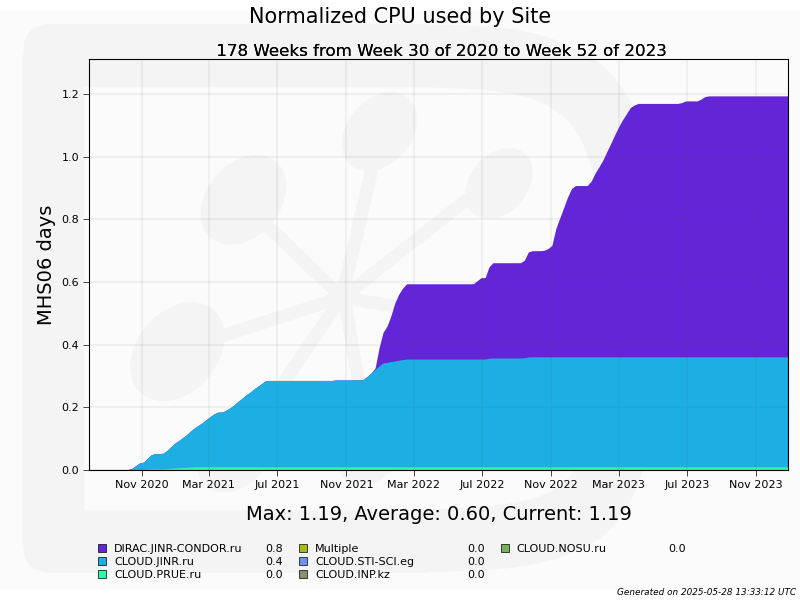 Normalized CPU used by Site
178 Weeks from Week 30 of 2020 to Week 52 of 2023
MHS06 days
1.2
1.0
0.8
0.6
0.4
0.2
0.0
Nov 2020 Mar 2021 Jul 2021 Nov 2021 Mar 2022 Jul 2022 Nov 2022 Mar 2023 Jul 2023 Nov 2023
Max: 1.19, Average: 0.60, Current: 1.19
DIRAC.JINR-CONDOR.ru 0.8 Multiple 0.0 CLOUD.NOSU.ru 0.0
CLOUD.JINR.ru 0.4 CLOUD.STI-SCI.eg 0.0
CLOUD.PRUE.ru 0.0 CLOUD.INP.kz 0.0
Generated on 2025-05-28 13:33:12 UTC